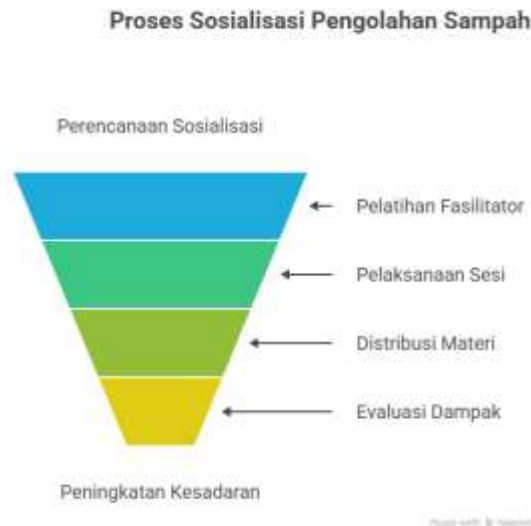 Proses Sosialisasi Pengolahan Sampah
Perencanaan Sosialisasi
Pelatihan Fasilitator
Pelaksanaan Sesi
Distribusi Materi
Evaluasi Dampak
Peningkatan Kesadaran